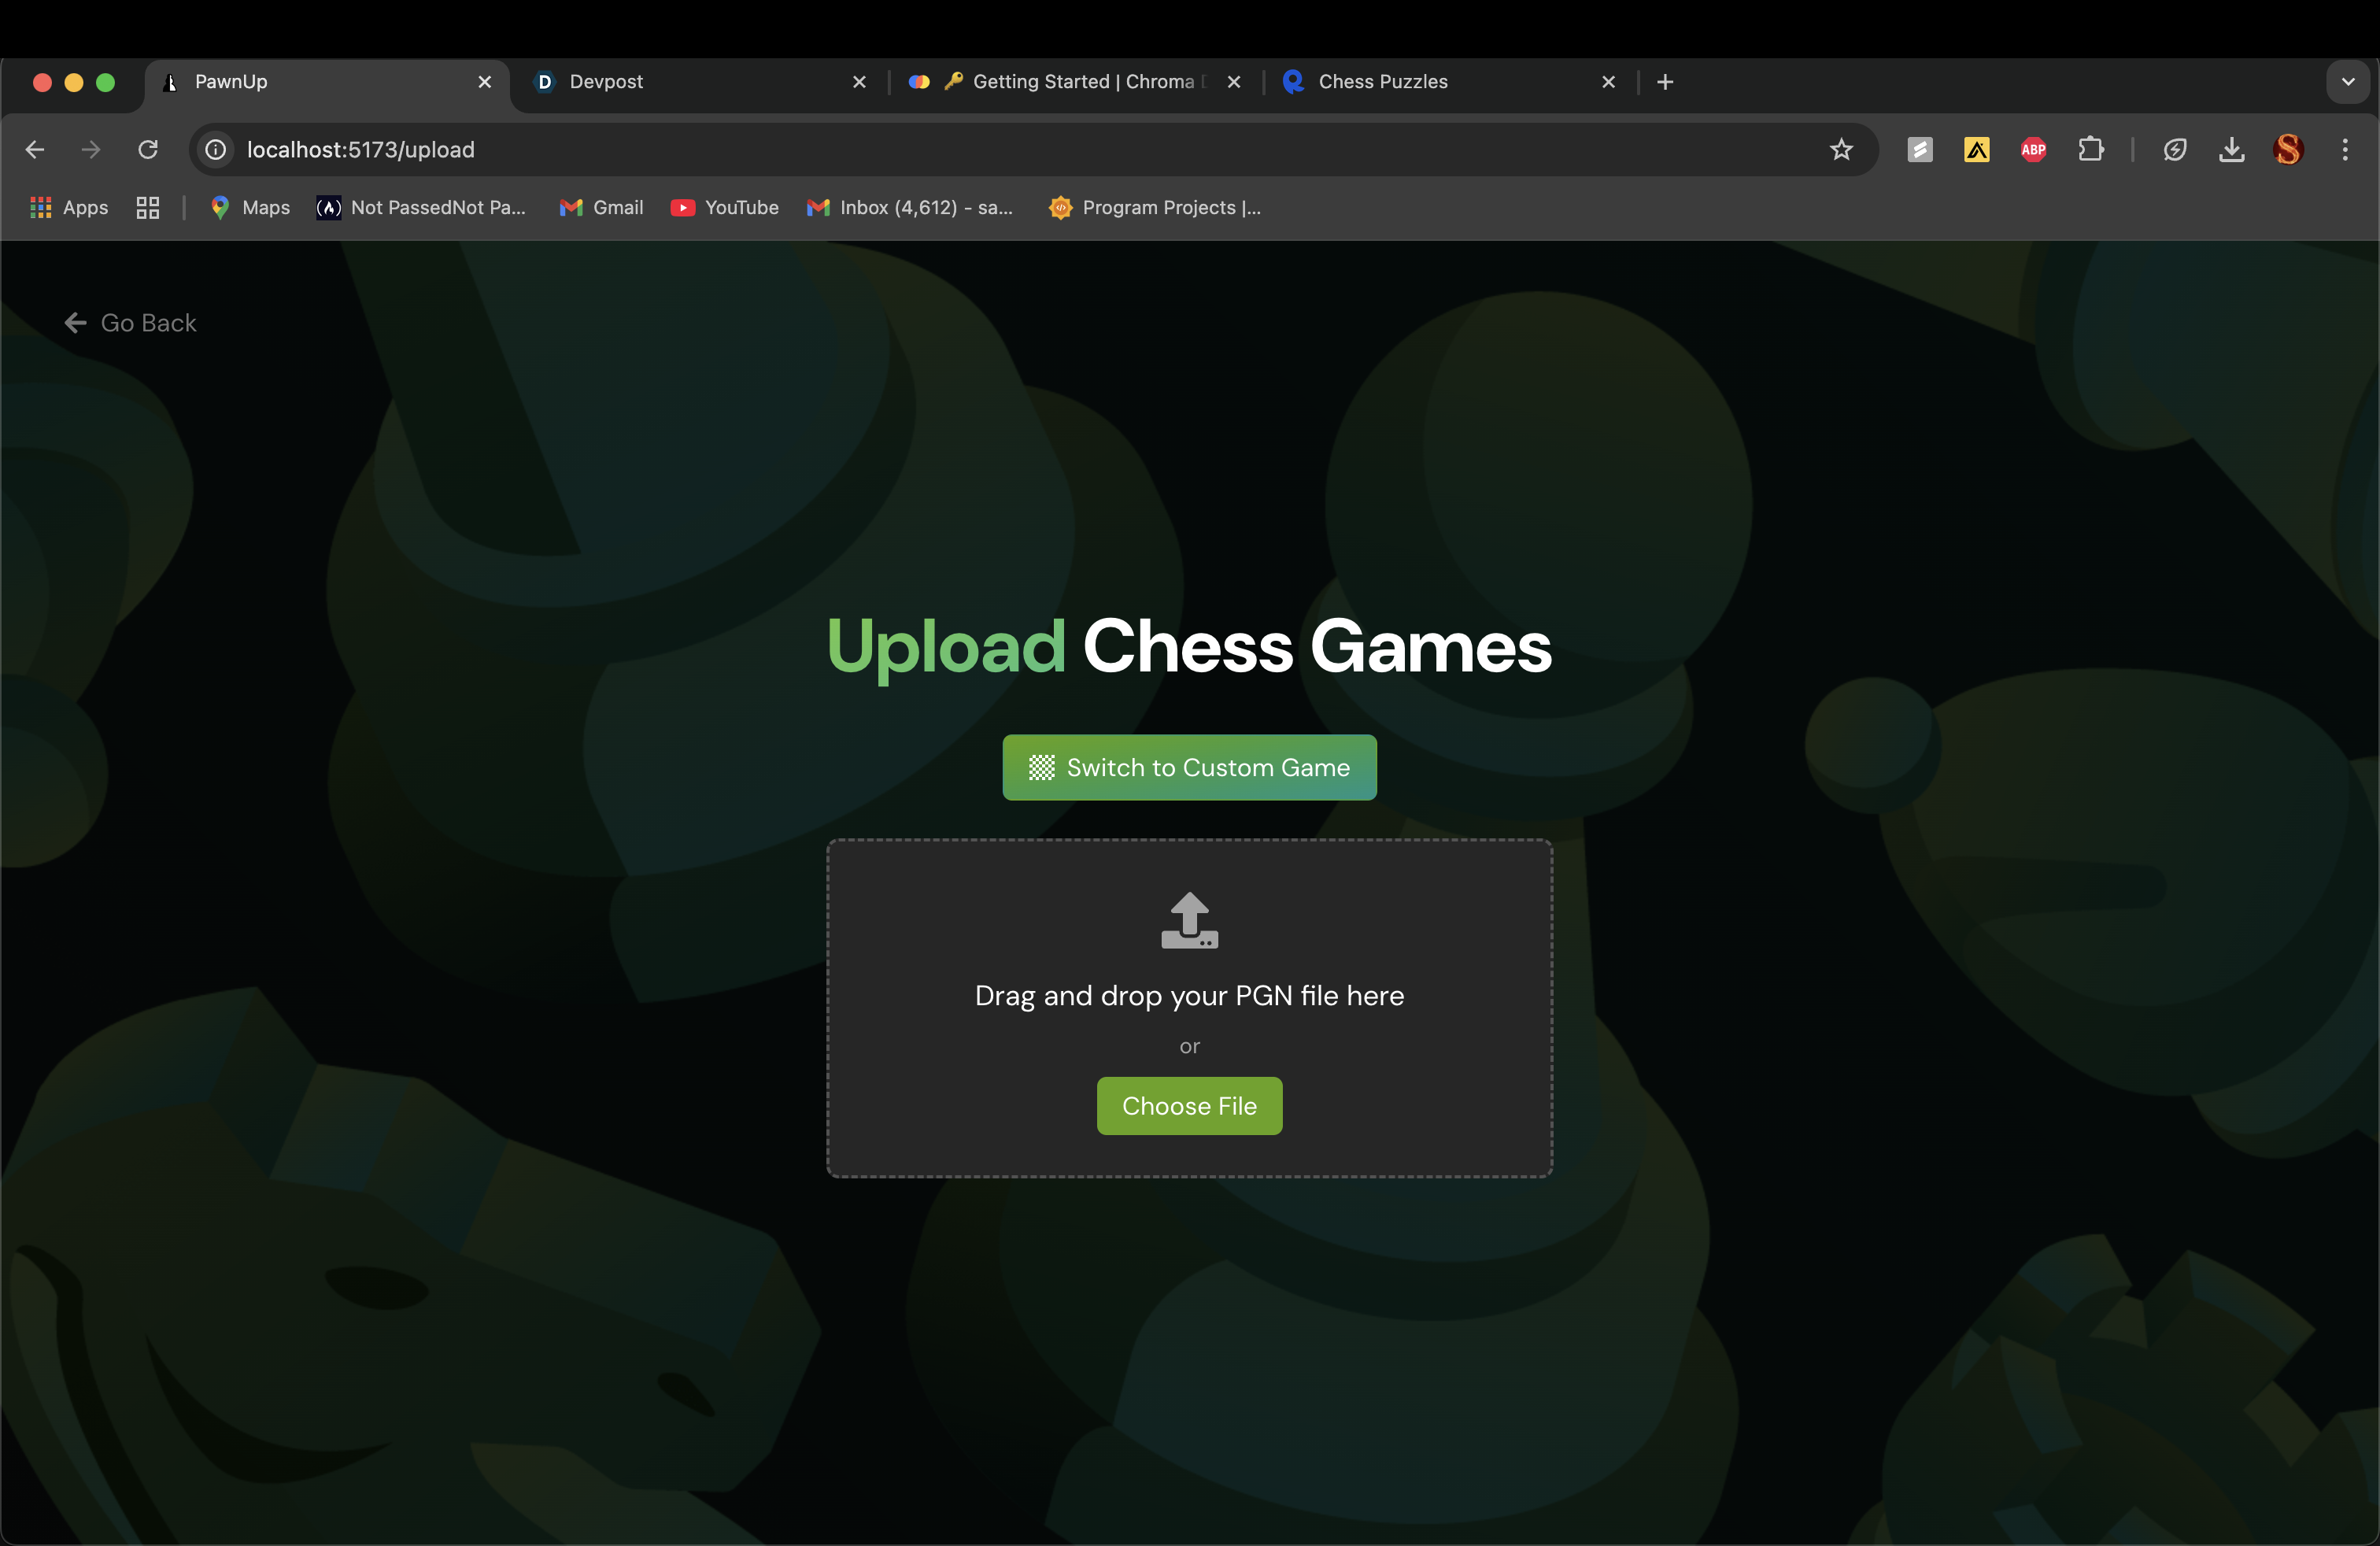 PawnUp
Devpost
Getting Started | Chroma
Chess Puzzles
localhost:5173/upload
ABP
Apps
Maps
Not PassedNot Pa...
Gmail
YouTube
Inbox (4,612) - sa...
Program Projects |...
Go Back
Upload Chess Games
Switch to Custom Game
Drag and drop your PGN file here
or
Choose File